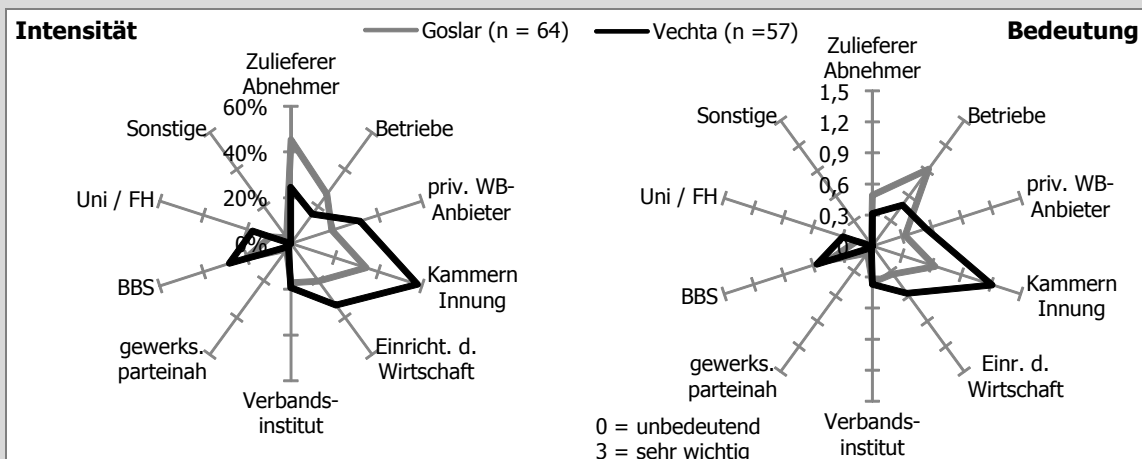 Intensität
Goslar (n = 64)
Vechta (n =57)
Bedeutung
Zulieferer
Abnehmer
60%
40%
20%
0%
Betriebe
priv. WB-
Anbieter
Kammern
Innung
Einricht. d.
Wirtschaft
Verbands-
institut
gewerks.
parteinah
BBS
Uni / FH
Sonstige
Zulieferer
Abnehmer
1,5
1,2
0,9
0,6
0,3
0
Betriebe
priv. WB-
Anbieter
Kammern
Innung
Einr. d.
Wirtschaft
Verbands-
institut
gewerks.
parteinah
BBS
Uni / FH
Sonstige
0 = unbedeutend
3 = sehr wichtig